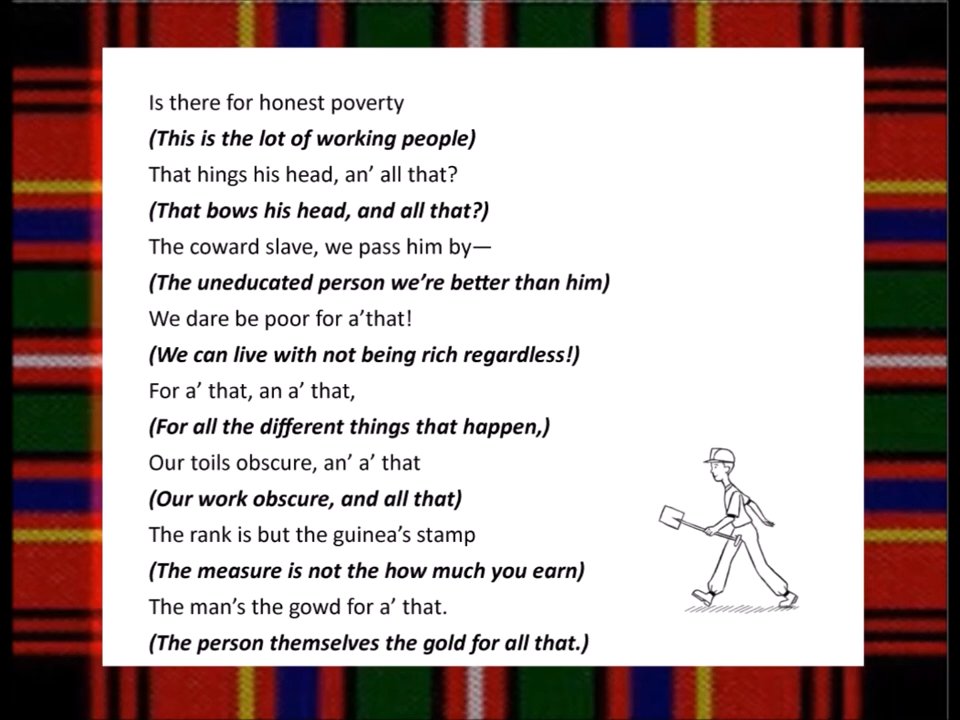 Is there for honest poverty
(This is the lot of working people)
That hings his head, an’ all that?
(That bows his head, and all that?)
The coward slave, we pass him by—
(The uneducated person we’re better than him)
We dare be poor for a’that!
(We can live with not being rich regardless!)
For a’ that, an a’ that,
(For all the different things that happen,)
Our toils obscure, an’ a’ that
(Our work obscure, and all that)
The rank is but the guinea’s stamp
(The measure is not the how much you earn)
The man’s the gowd for a’ that.
(The person themselves the gold for all that.)